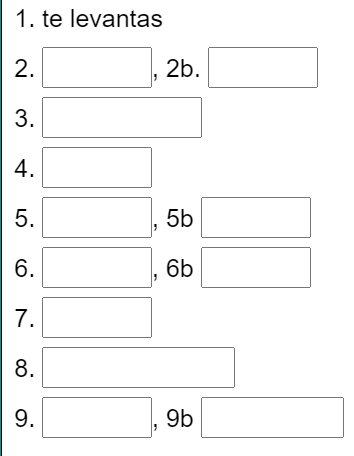 1. te levantas
2. , 2b.
3.
4.
5. , 5b
6. , 6b
7.
8.
9. , 9b